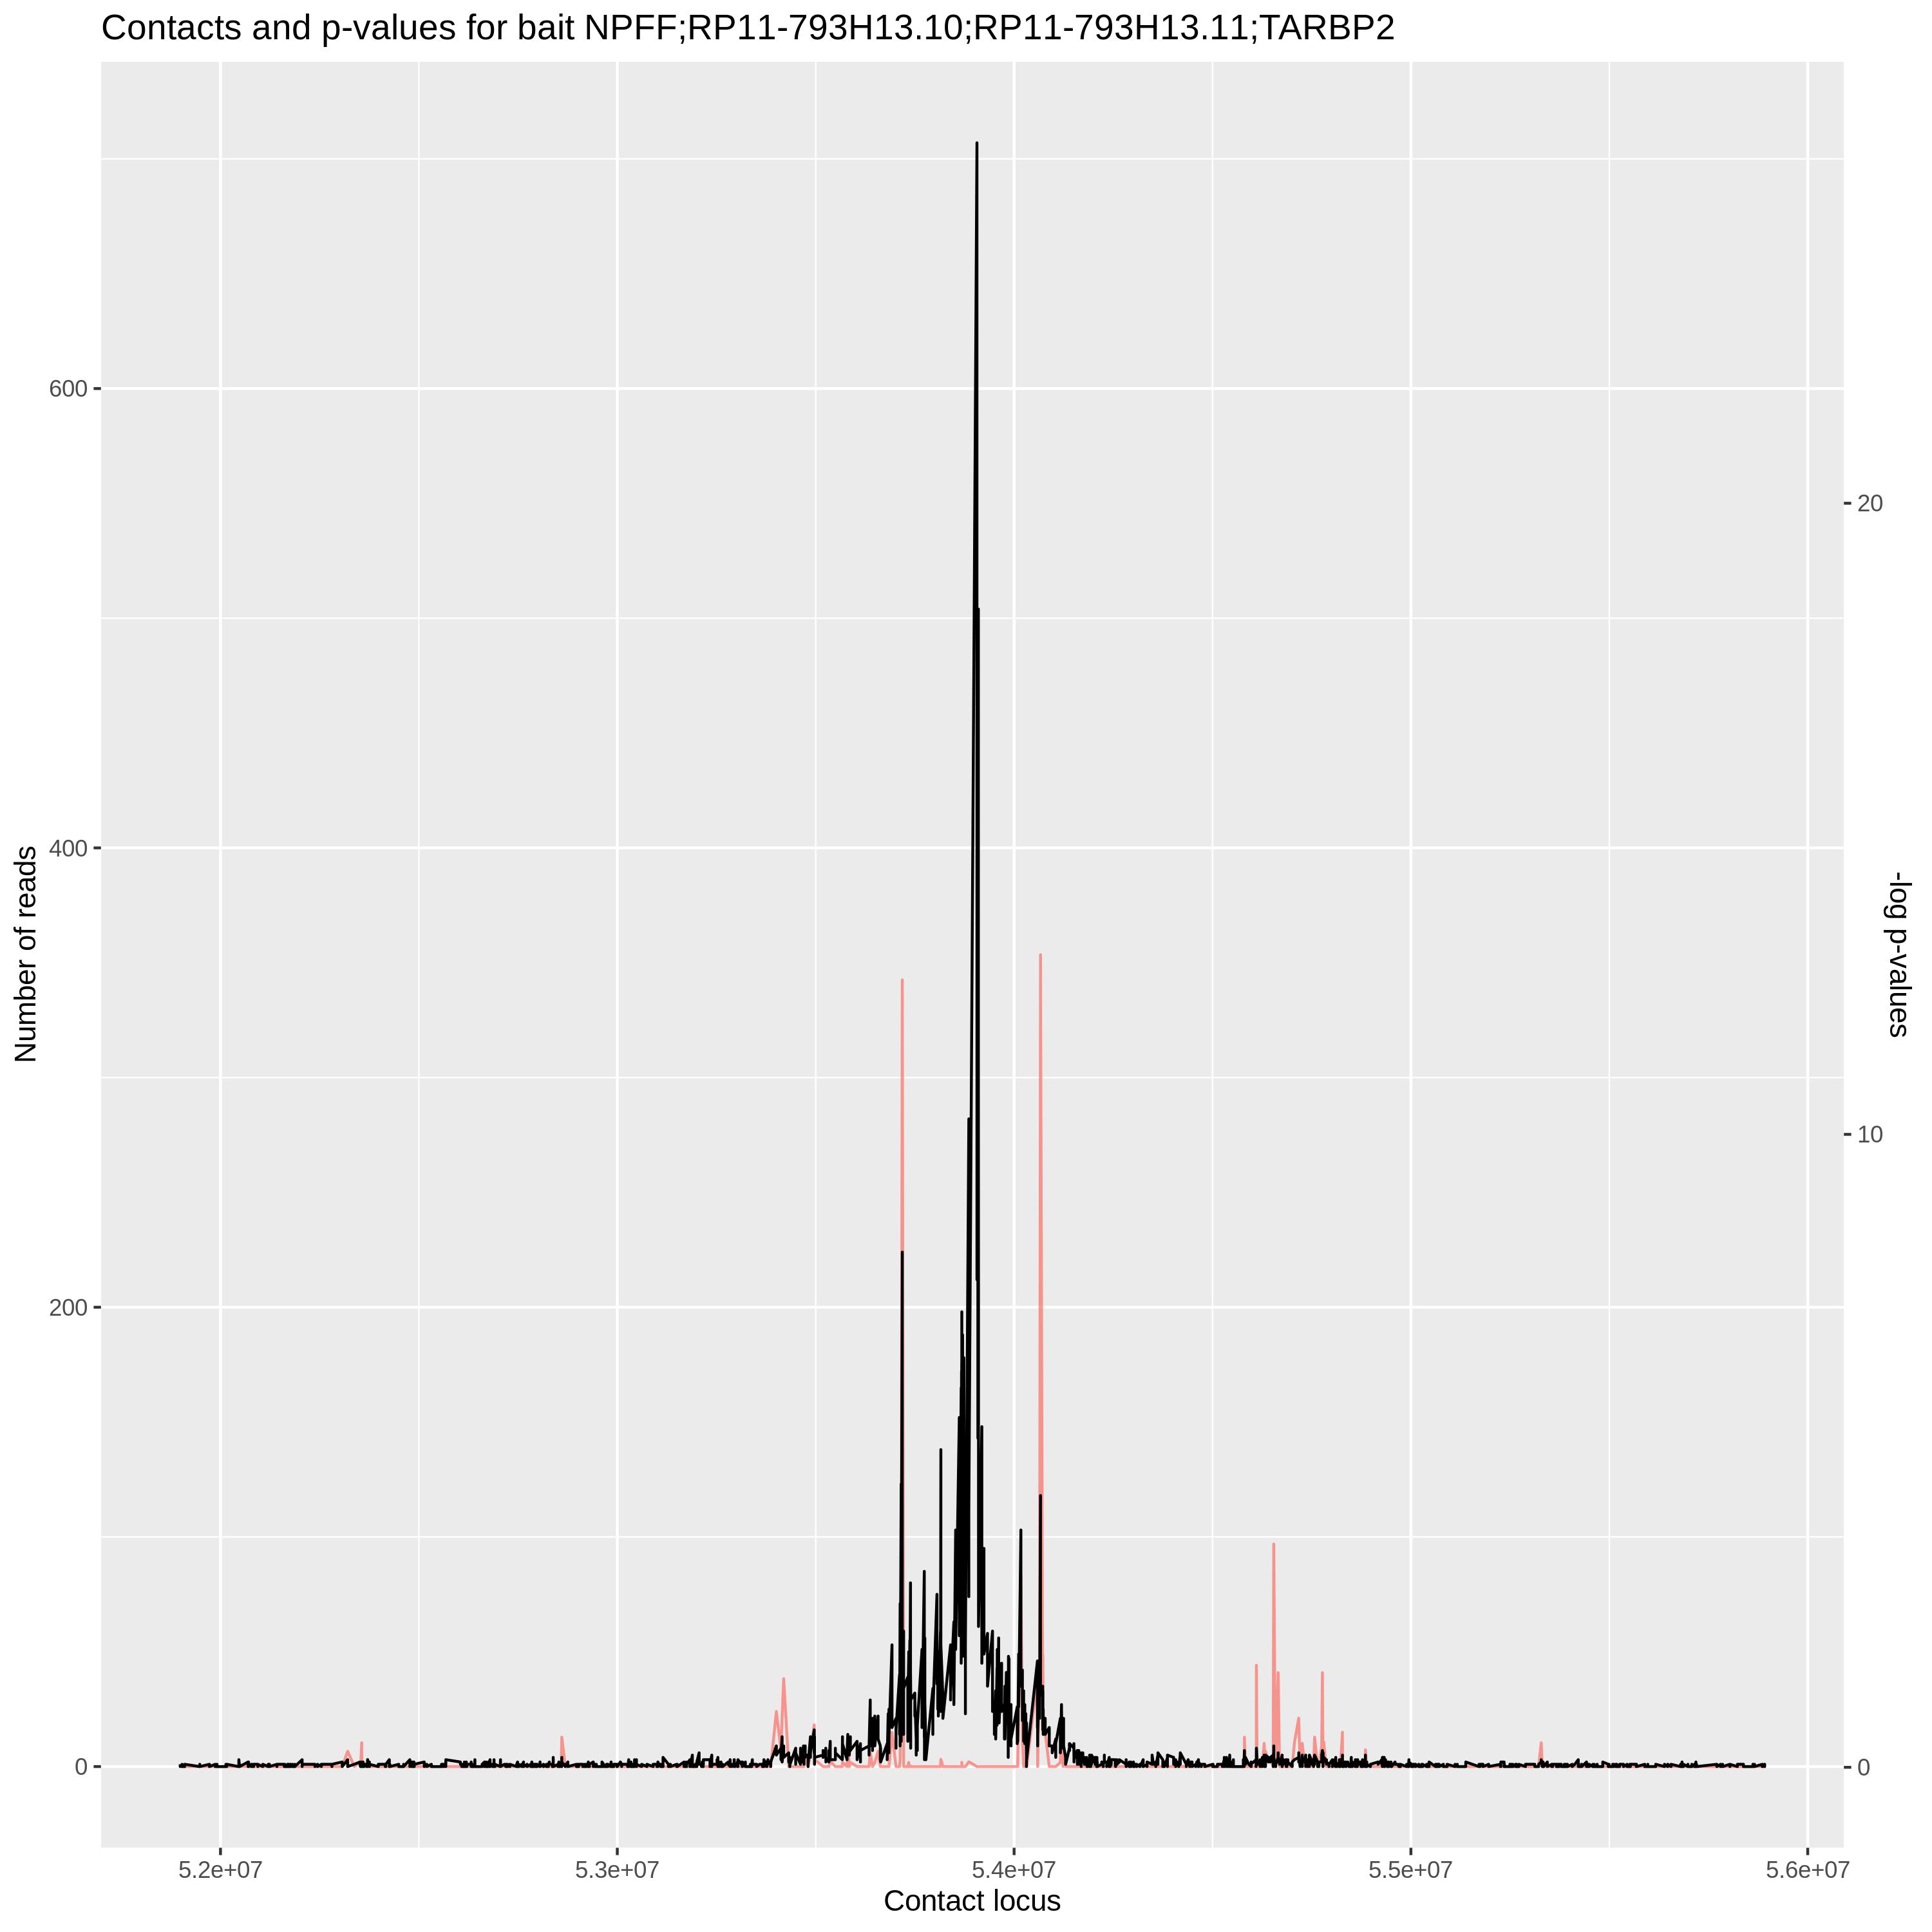 Contacts and p-values for bait NPFF;RP11-793H13.10;RP11-793H13.11;TARBP2
600
400
200
0
Number of reads
20
10
0
-log p-values
5.2e+07
5.3e+07
5.4e+07
5.5e+07
5.6e+07
Contact locus